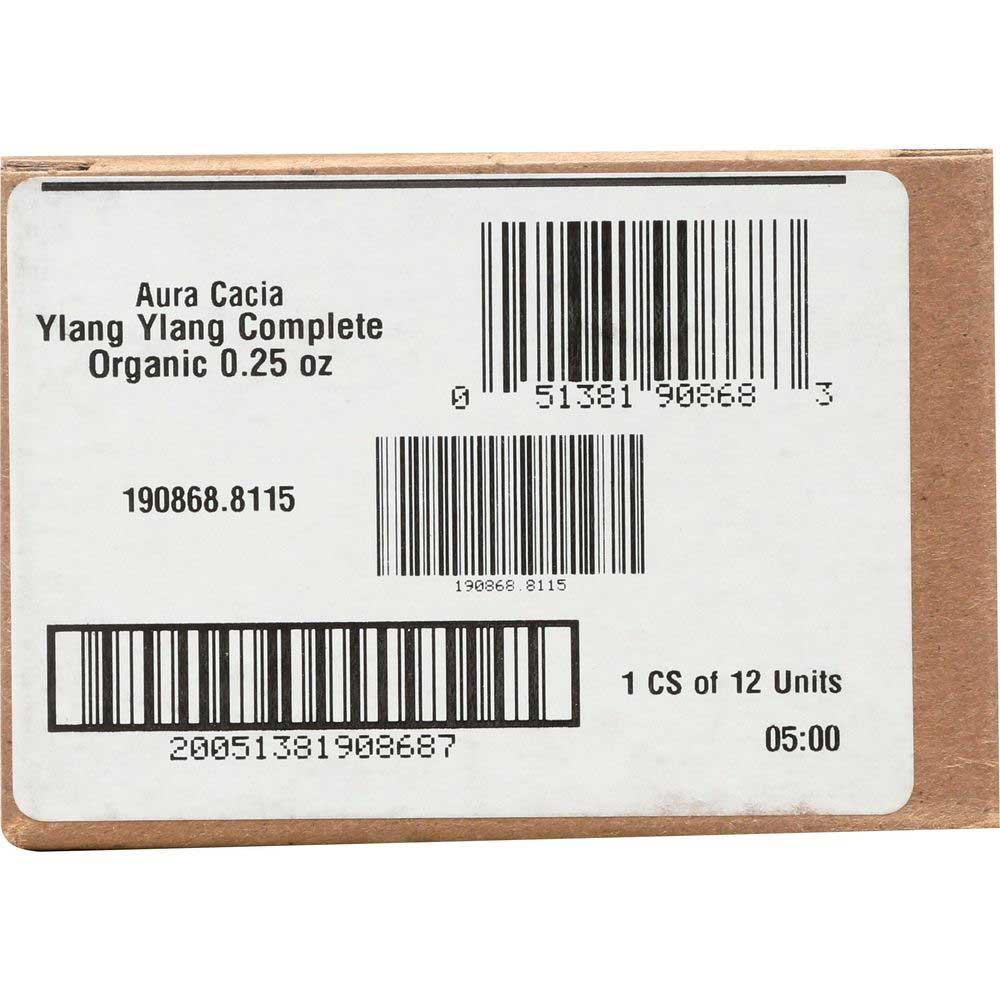 Aura Cacia
Ylang Ylang Complete
Organic 0.25 oz
0 51381 90868 3
190868.8115
190868.8115
20051381908687
1 CS of 12 Units
05:00